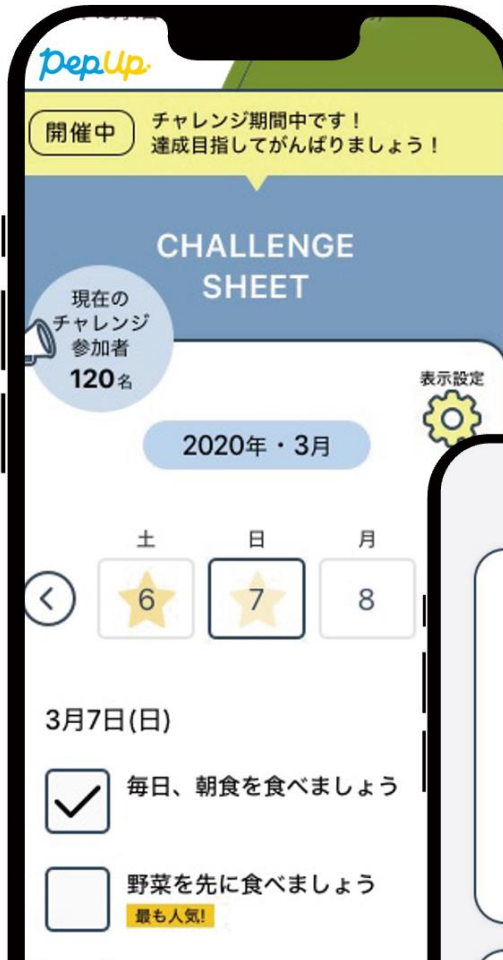 PepUp
開催中
チャレンジ期間中です！
達成目指してがんばりましょう！
CHALLENGE
SHEET
現在の
チャレンジ
参加者
120名
表示設定
2020年・3月
土 日 月
6 7 8
3月7日(日)
毎日、朝食を食べましょう
野菜を先に食べましょう
最も人気!